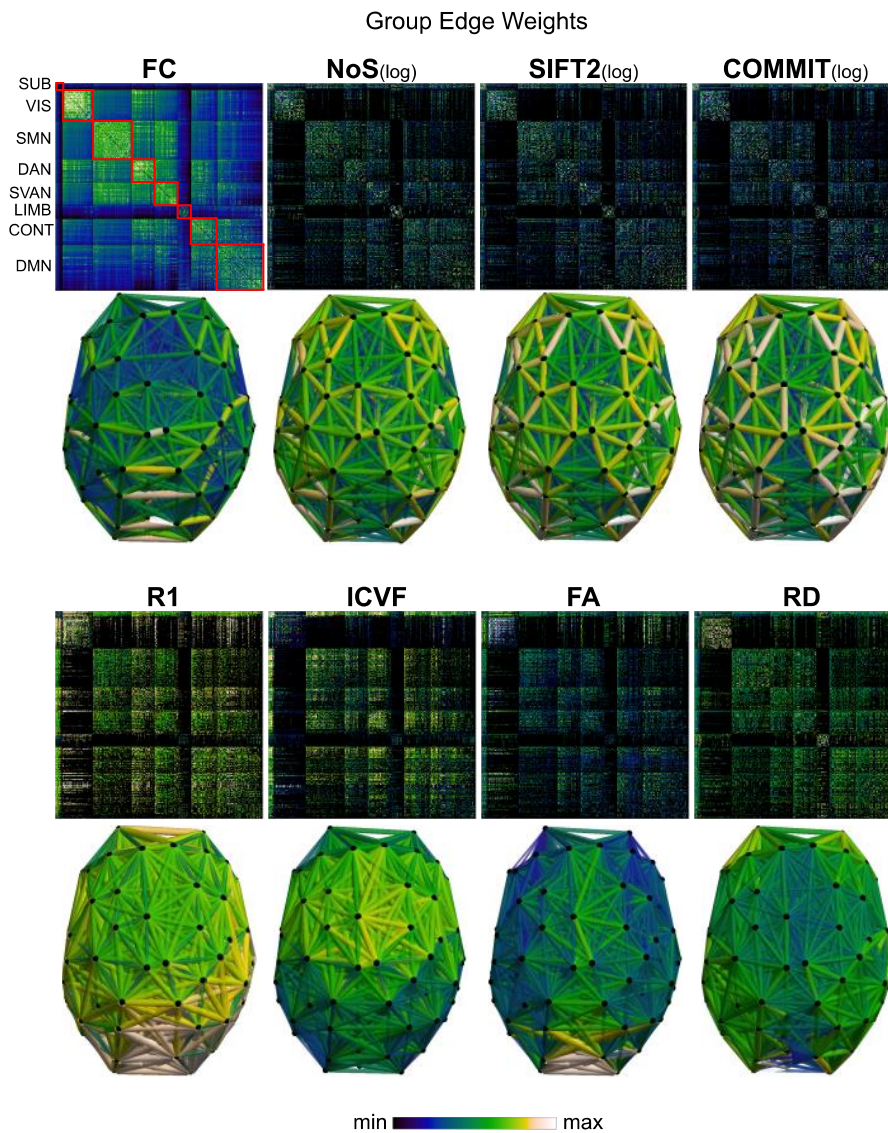 Group Edge Weights
FC
NoS(log)
SIFT2(log)
COMMIT(log)
SUB
VIS
SMN
DAN
SVAN
LIMB
CONT
DMN
R1
ICVF
FA
RD
min
max